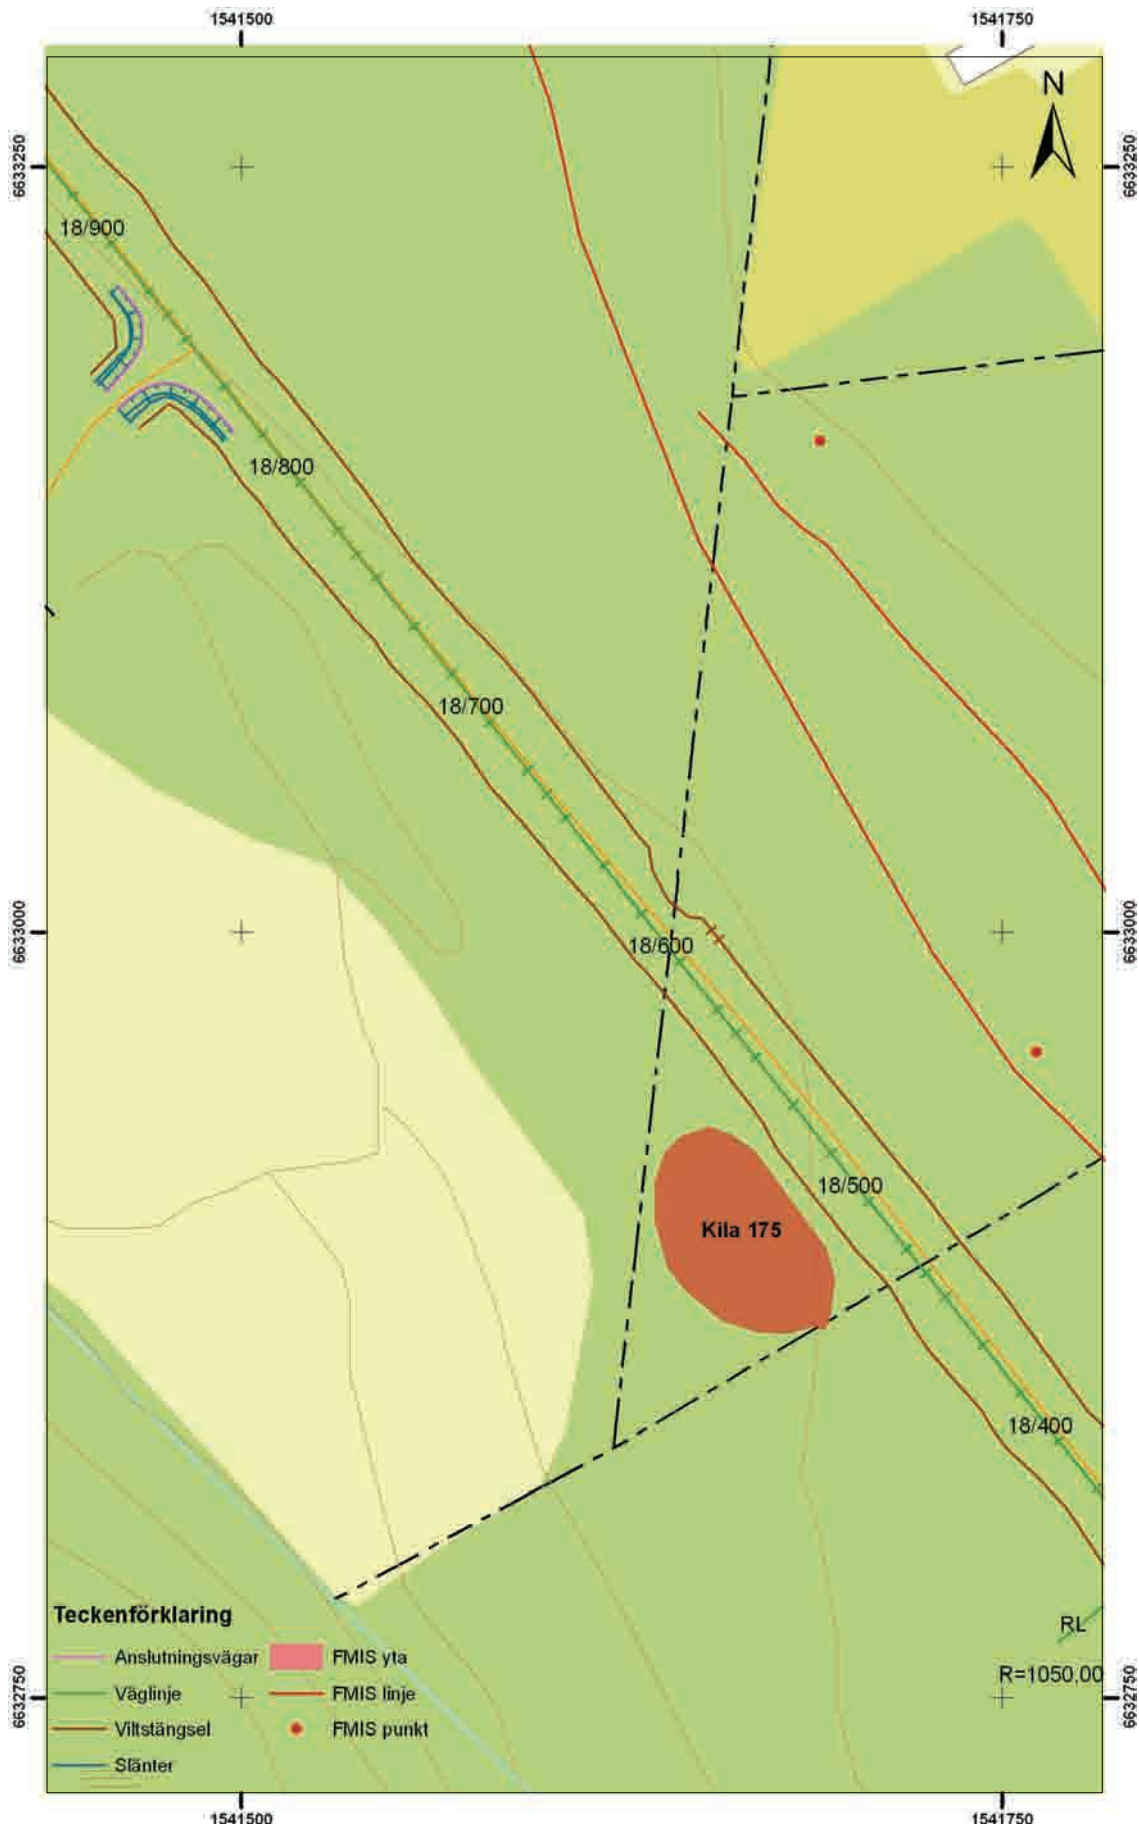 1541500 1541750
N
6633250 6633250
18/900
18/800
18/700
6633000 6633000
18/600
18/500
Kila 175
18/400
Teckenförklaring
RL
Anslutningsvägar FMIS yta
R=1050,00
Väglinje FMIS linje
6632750 6632750
Viltstängsel FMIS punkt
Slänter
1541500 1541750